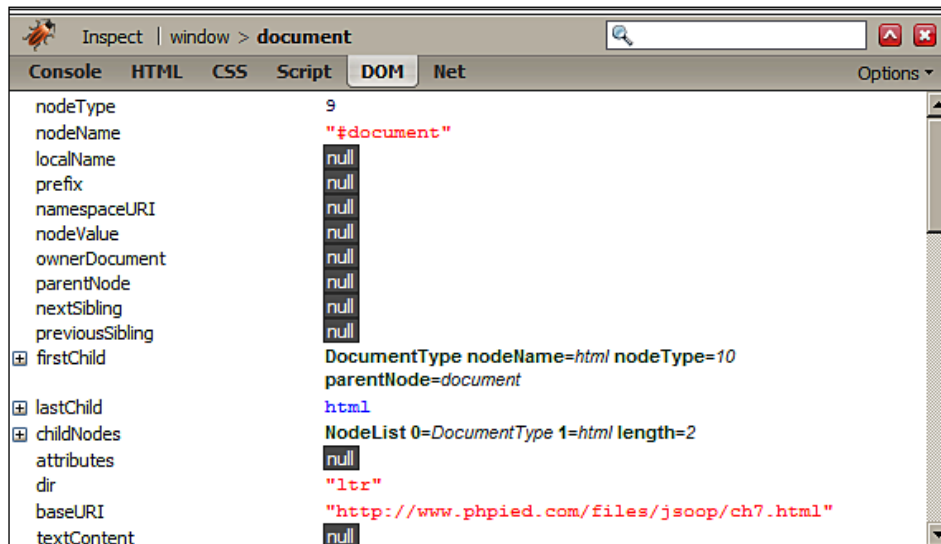 Inspect | window > document
Console HTML CSS Script DOM Net Options
nodeType 9
nodeName "#document"
localName null
prefix null
namespaceURI null
nodeValue null
ownerDocument null
parentNode null
nextSibling null
previousSibling null
firstChild DocumentType nodeName=html nodeType=10
parentNode=document
lastChild html
childNodes NodeList 0=DocumentType 1=html length=2
attributes null
dir "ltr"
baseURI "http://www.phpied.com/files/jsoop/ch7.html"
textContent null